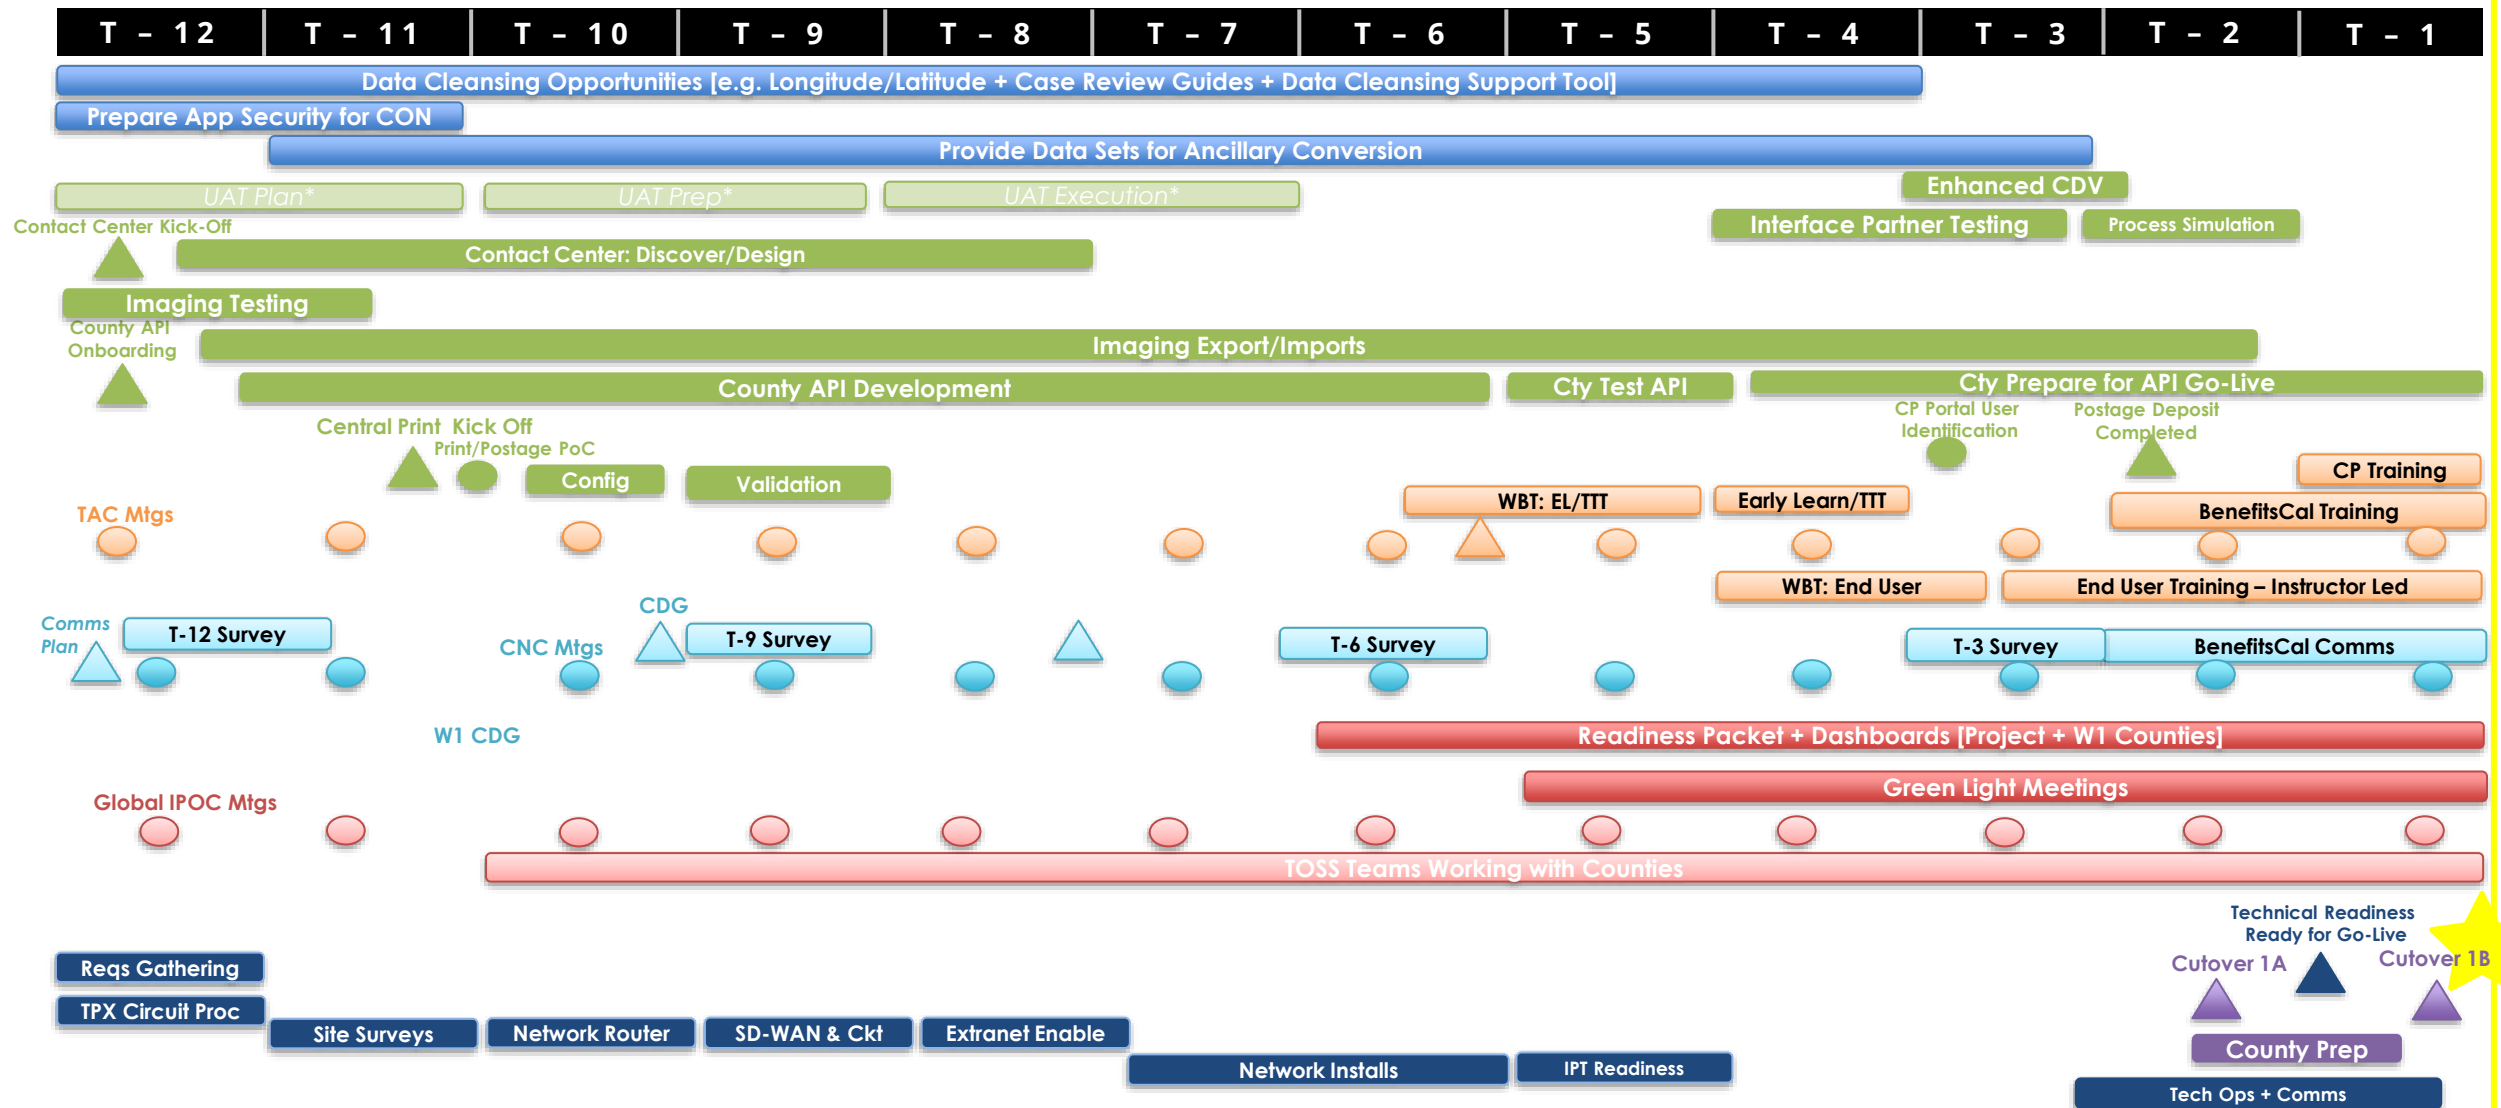 T – 12 T – 11 T – 10 T – 9 T – 8 T – 7 T – 6 T – 5 T – 4 T – 3 T – 2 T – 1
Data Cleansing Opportunities [e.g. Longitude/Latitude + Case Review Guides + Data Cleansing Support Tool]
Prepare App Security for CON
Provide Data Sets for Ancillary Conversion
UAT Plan* UAT Prep* UAT Execution* Enhanced CDV
Contact Center Kick-Off Interface Partner Testing Process Simulation
Contact Center: Discover/Design
Imaging Testing
County API
Onboarding
Imaging Export/Imports
County API Development Cty Test API Cty Prepare for API Go-Live
CP Portal User
Identification
Postage Deposit
Completed
Central Print Kick Off
Print/Postage PoC
Config Validation CP Training
WBT: EL/TTT Early Learn/TTT BenefitsCal Training
TAC Mtgs
WBT: End User End User Training – Instructor Led
Comms
Plan
T-12 Survey CDG T-9 Survey T-6 Survey T-3 Survey BenefitsCal Comms
CNC Mtgs
W1 CDG Readiness Packet + Dashboards [Project + W1 Counties]
Green Light Meetings
Global IPOC Mtgs
TOSS Teams Working with Counties
Technical Readiness
Ready for Go-Live
Cutover 1A Cutover 1B
Reqs Gathering
TPX Circuit Proc
Site Surveys Network Router SD-WAN & Ckt Extranet Enable
County Prep
Network Installs IPT Readiness
Tech Ops + Comms